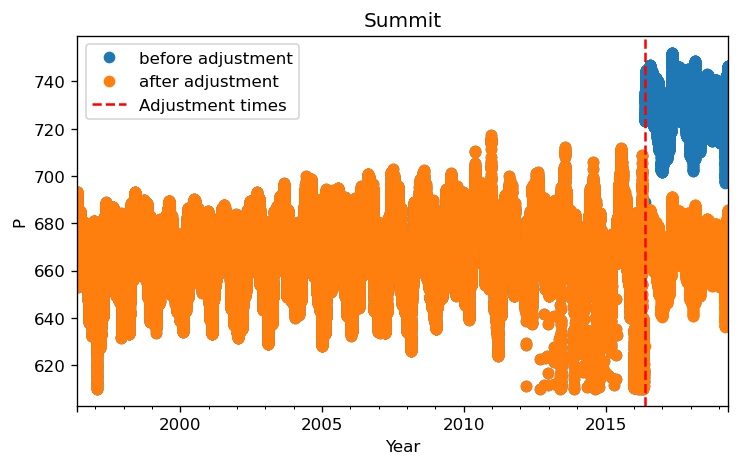 Summit
before adjustment
after adjustment
Adjustment times
P
740
720
700
680
660
640
620
2000
2005
2010
2015
Year